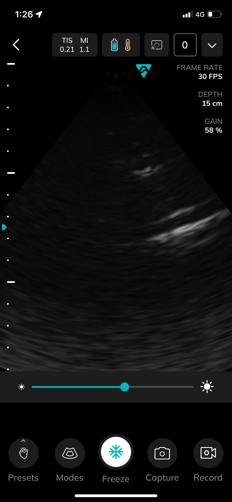 1:26
4G
TIS
0.21
MI
1.1
0
FRAME RATE
30 FPS
DEPTH
15 cm
GAIN
58 %
Presets
Modes
Freeze
Capture
Record